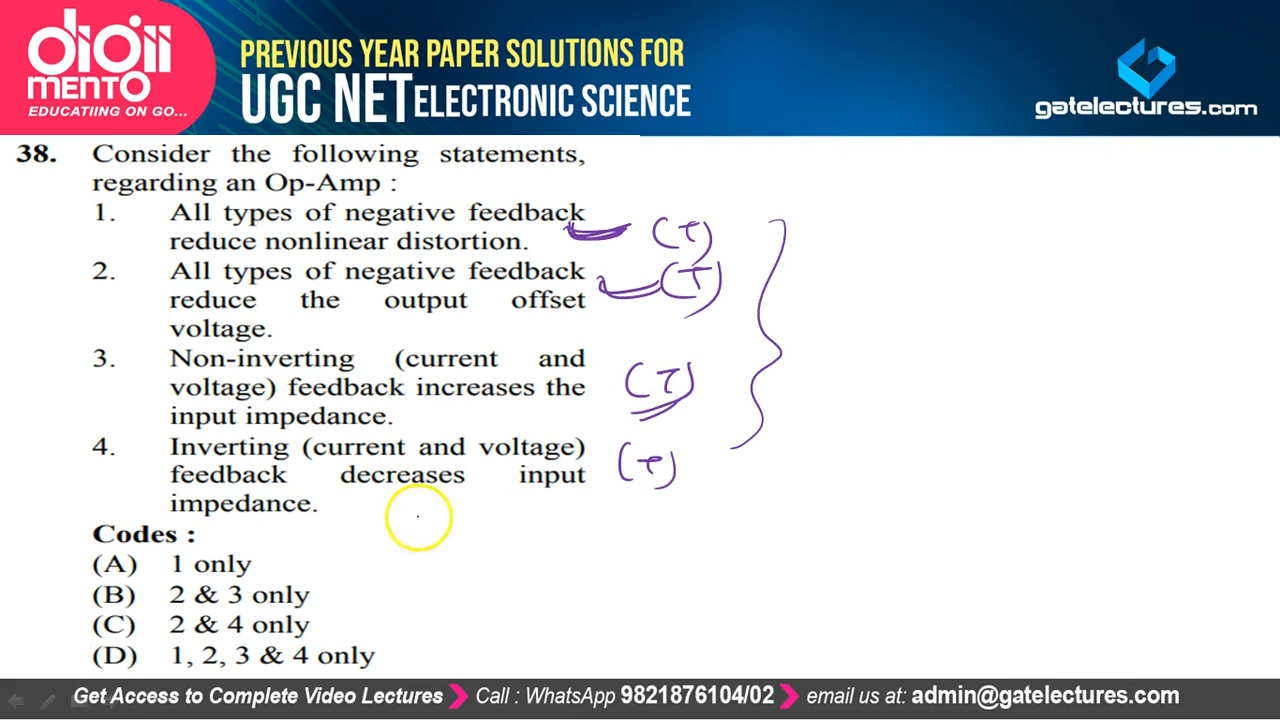 digii
MENTO
EDUCATIING ON GO...
PREVIOUS YEAR PAPER SOLUTIONS FOR
UGC NET ELECTRONIC SCIENCE
gatelectures.com
38. Consider the following statements,
regarding an Op-Amp :
1. All types of negative feedback
reduce nonlinear distortion.
(T)
2. All types of negative feedback
reduce the output offset
voltage.
(T)
3. Non-inverting (current and
voltage) feedback increases the
input impedance.
(T)
4. Inverting (current and voltage)
feedback decreases input
impedance.
(T)
Codes :
(A) 1 only
(B) 2 & 3 only
(C) 2 & 4 only
(D) 1, 2, 3 & 4 only
Get Access to Complete Video Lectures Call : WhatsApp 9821876104/02 email us at: admin@gatelectures.com